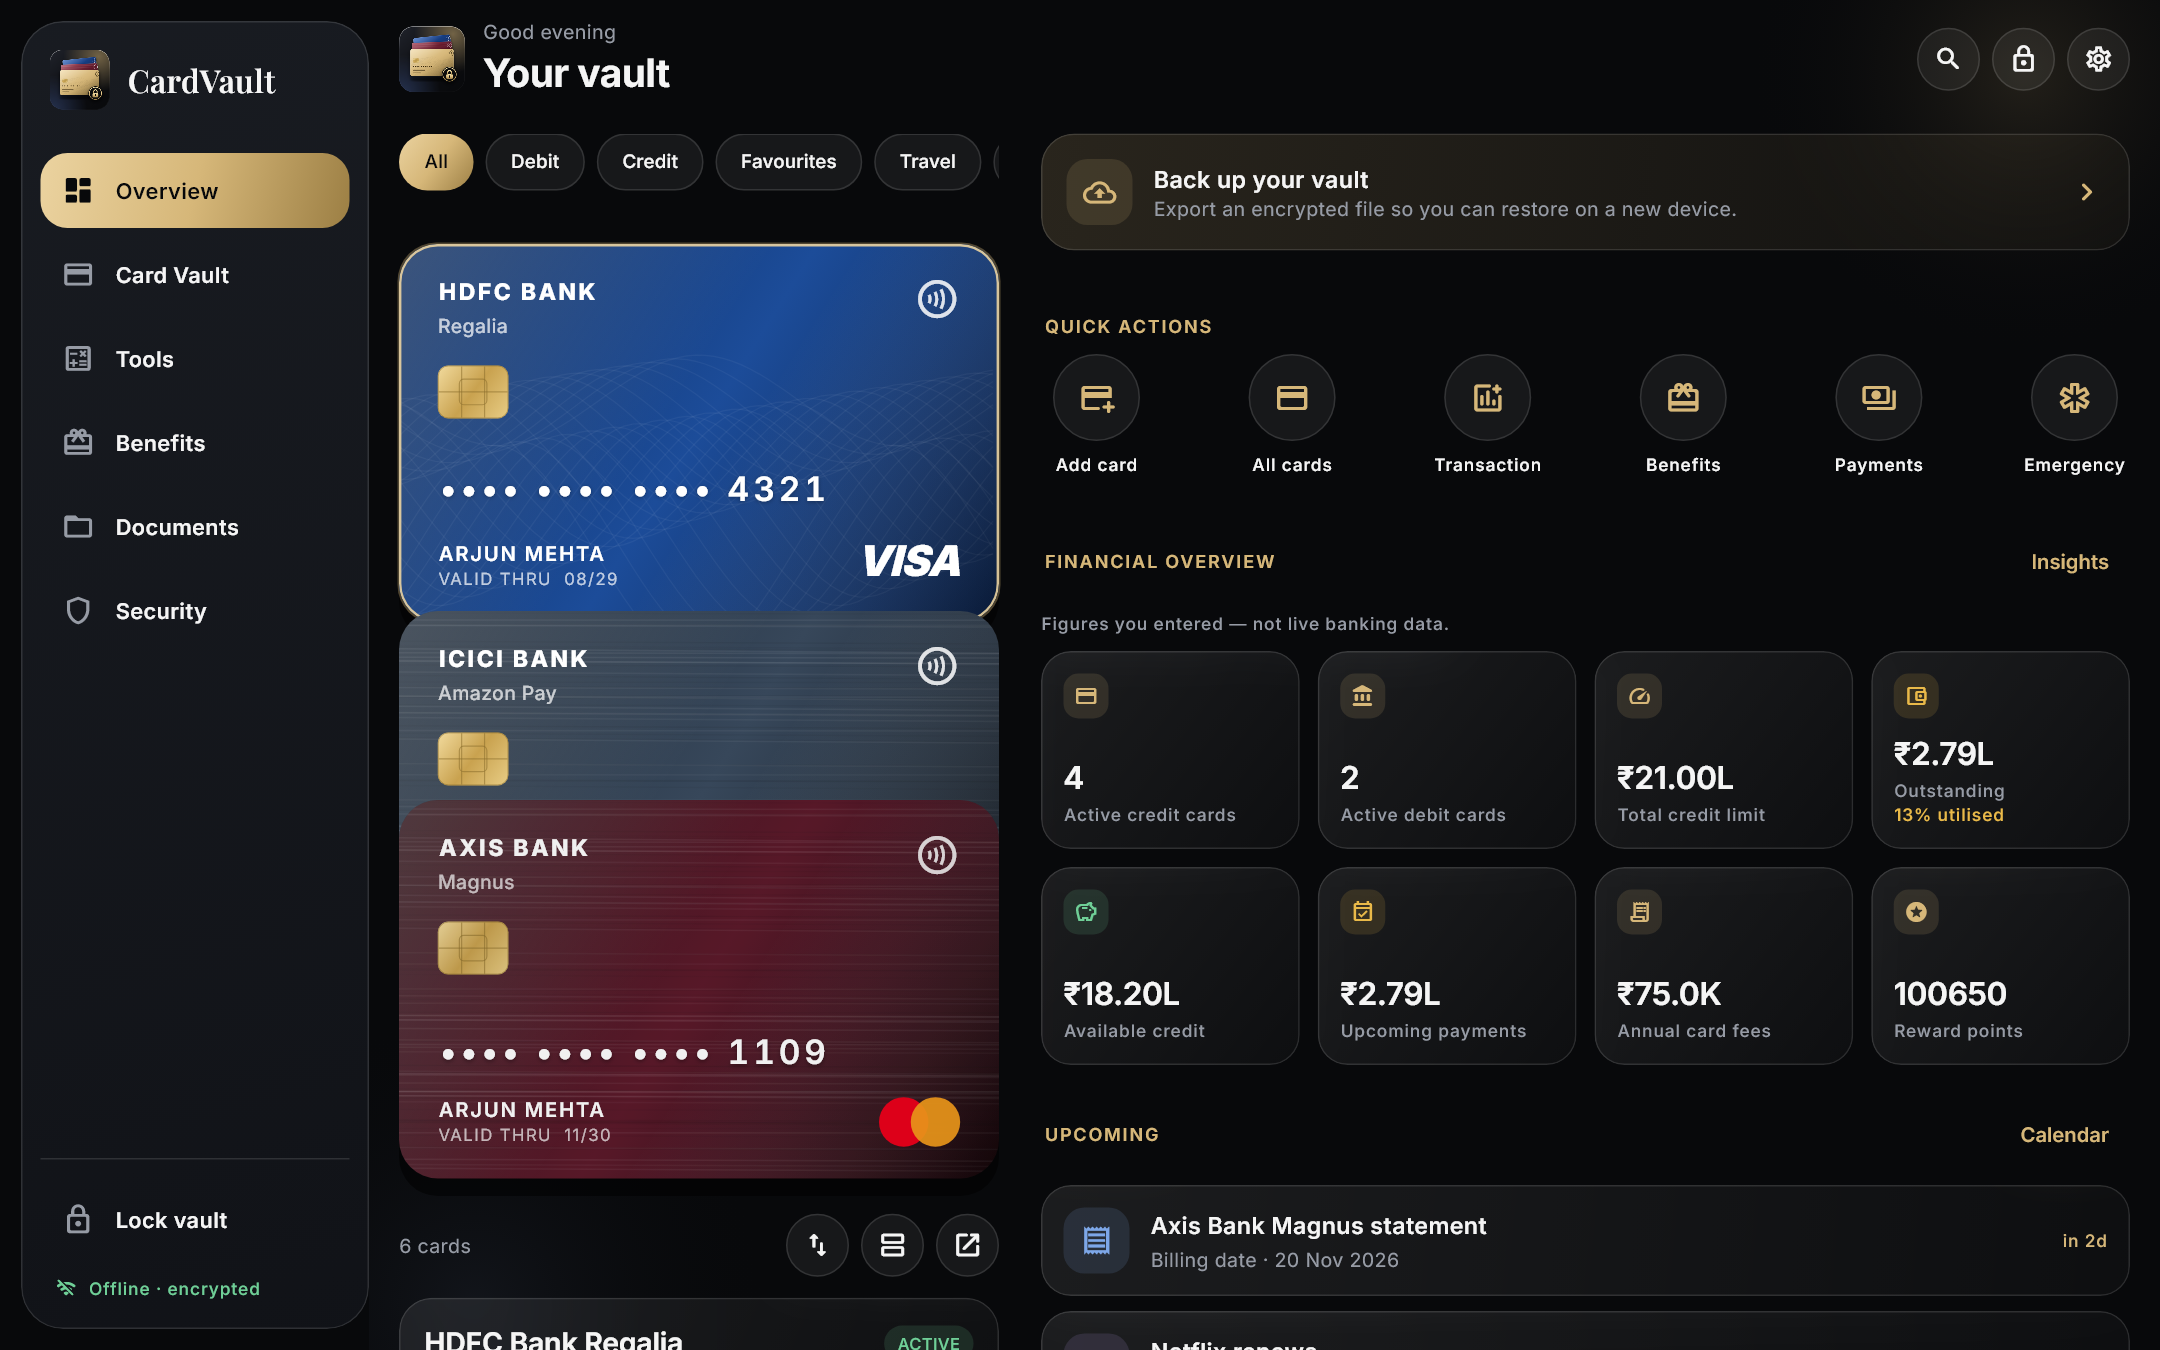 CardVault
Overview
Card Vault
Tools
Benefits
Documents
Security
Lock vault
Offline · encrypted
Good evening
Your vault
All
Debit
Credit
Favourites
Travel
HDFC BANK
Regalia
•••• •••• •••• 4321
ARJUN MEHTA
VALID THRU 08/29
VISA
ICICI BANK
Amazon Pay
AXIS BANK
Magnus
•••• •••• •••• 1109
ARJUN MEHTA
VALID THRU 11/30
6 cards
HDFC Bank Regalia
ACTIVE
Back up your vault
Export an encrypted file so you can restore on a new device.
QUICK ACTIONS
Add card
All cards
Transaction
Benefits
Payments
Emergency
FINANCIAL OVERVIEW
Insights
Figures you entered — not live banking data.
4
Active credit cards
2
Active debit cards
₹21.00L
Total credit limit
₹2.79L
Outstanding
13% utilised
₹18.20L
Available credit
₹2.79L
Upcoming payments
₹75.0K
Annual card fees
100650
Reward points
UPCOMING
Calendar
Axis Bank Magnus statement
Billing date · 20 Nov 2026
in 2d
Netflix renews